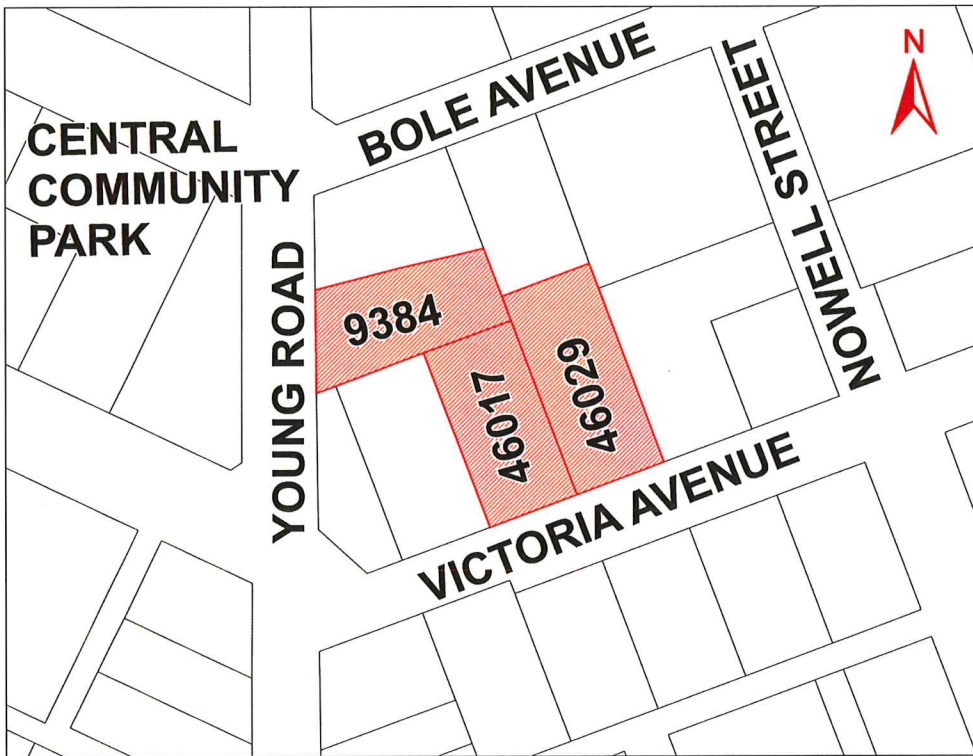 BOLE AVENUE
NOWELL STREET
N
CENTRAL
COMMUNITY
PARK
YOUNG ROAD
9384
46017
46029
VICTORIA AVENUE